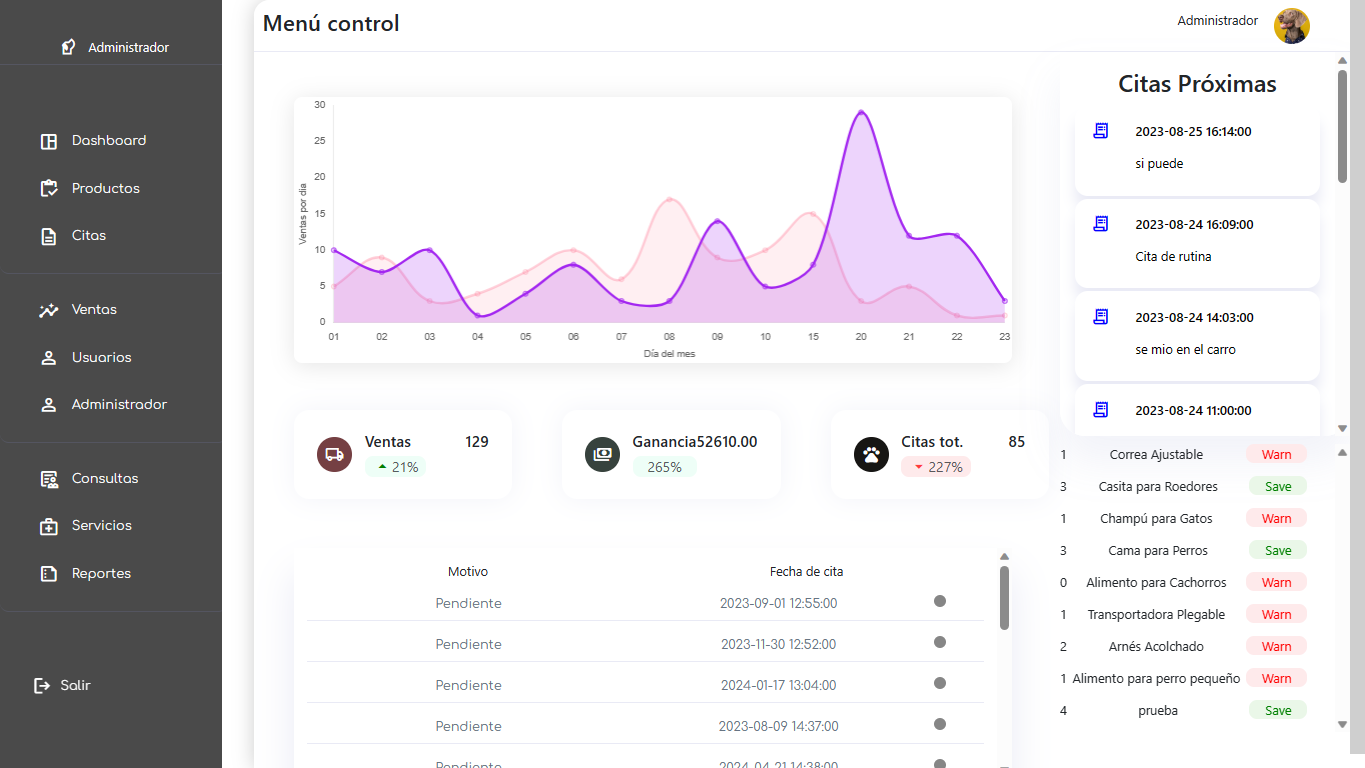 Administrador
Dashboard
Productos
Citas
Ventas
Usuarios
Administrador
Consultas
Servicios
Reportes
Salir
Menú control
Administrador
30
25
20
15
10
5
0
Ventas por día
01 02 03 04 05 06 07 08 09 10 15 20 21 22 23
Día del mes
Ventas 129
21%
Ganancia52610.00
265%
Citas tot. 85
227%
Motivo Fecha de cita
Pendiente 2023-09-01 12:55:00
Pendiente 2023-11-30 12:52:00
Pendiente 2024-01-17 13:04:00
Pendiente 2023-08-09 14:37:00
Pendiente 2024-04-21 14:38:00
Citas Próximas
2023-08-25 16:14:00
si puede
2023-08-24 16:09:00
Cita de rutina
2023-08-24 14:03:00
se mio en el carro
2023-08-24 11:00:00
1 Correa Ajustable Warn
3 Casita para Roedores Save
1 Champú para Gatos Warn
3 Cama para Perros Save
0 Alimento para Cachorros Warn
1 Transportadora Plegable Warn
2 Arnés Acolchado Warn
1 Alimento para perro pequeño Warn
4 prueba Save